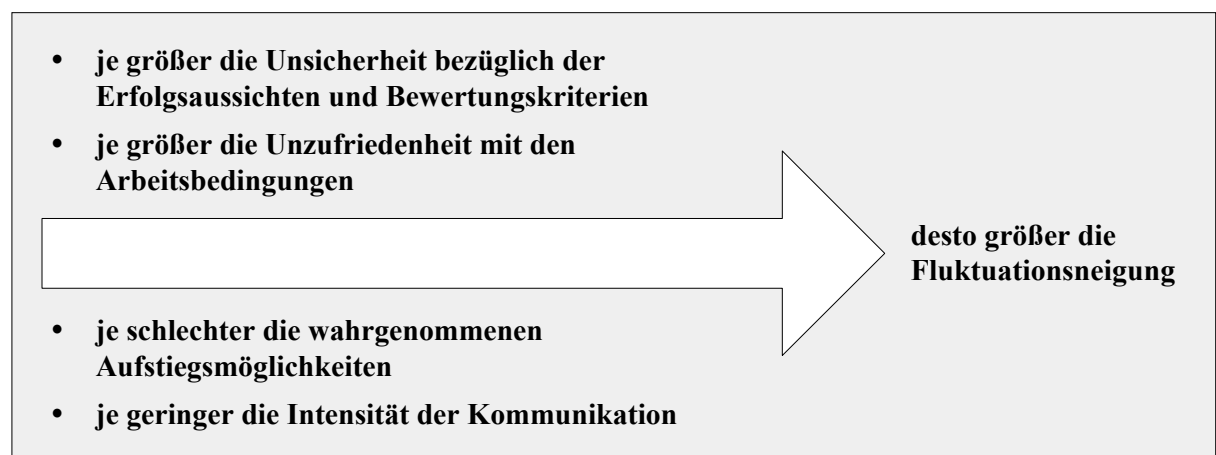 • je größer die Unsicherheit bezüglich der
Erfolgsaussichten und Bewertungskriterien
• je größer die Unzufriedenheit mit den
Arbeitsbedingungen
desto größer die
Fluktuationsneigung
• je schlechter die wahrgenommenen
Aufstiegsmöglichkeiten
• je geringer die Intensität der Kommunikation